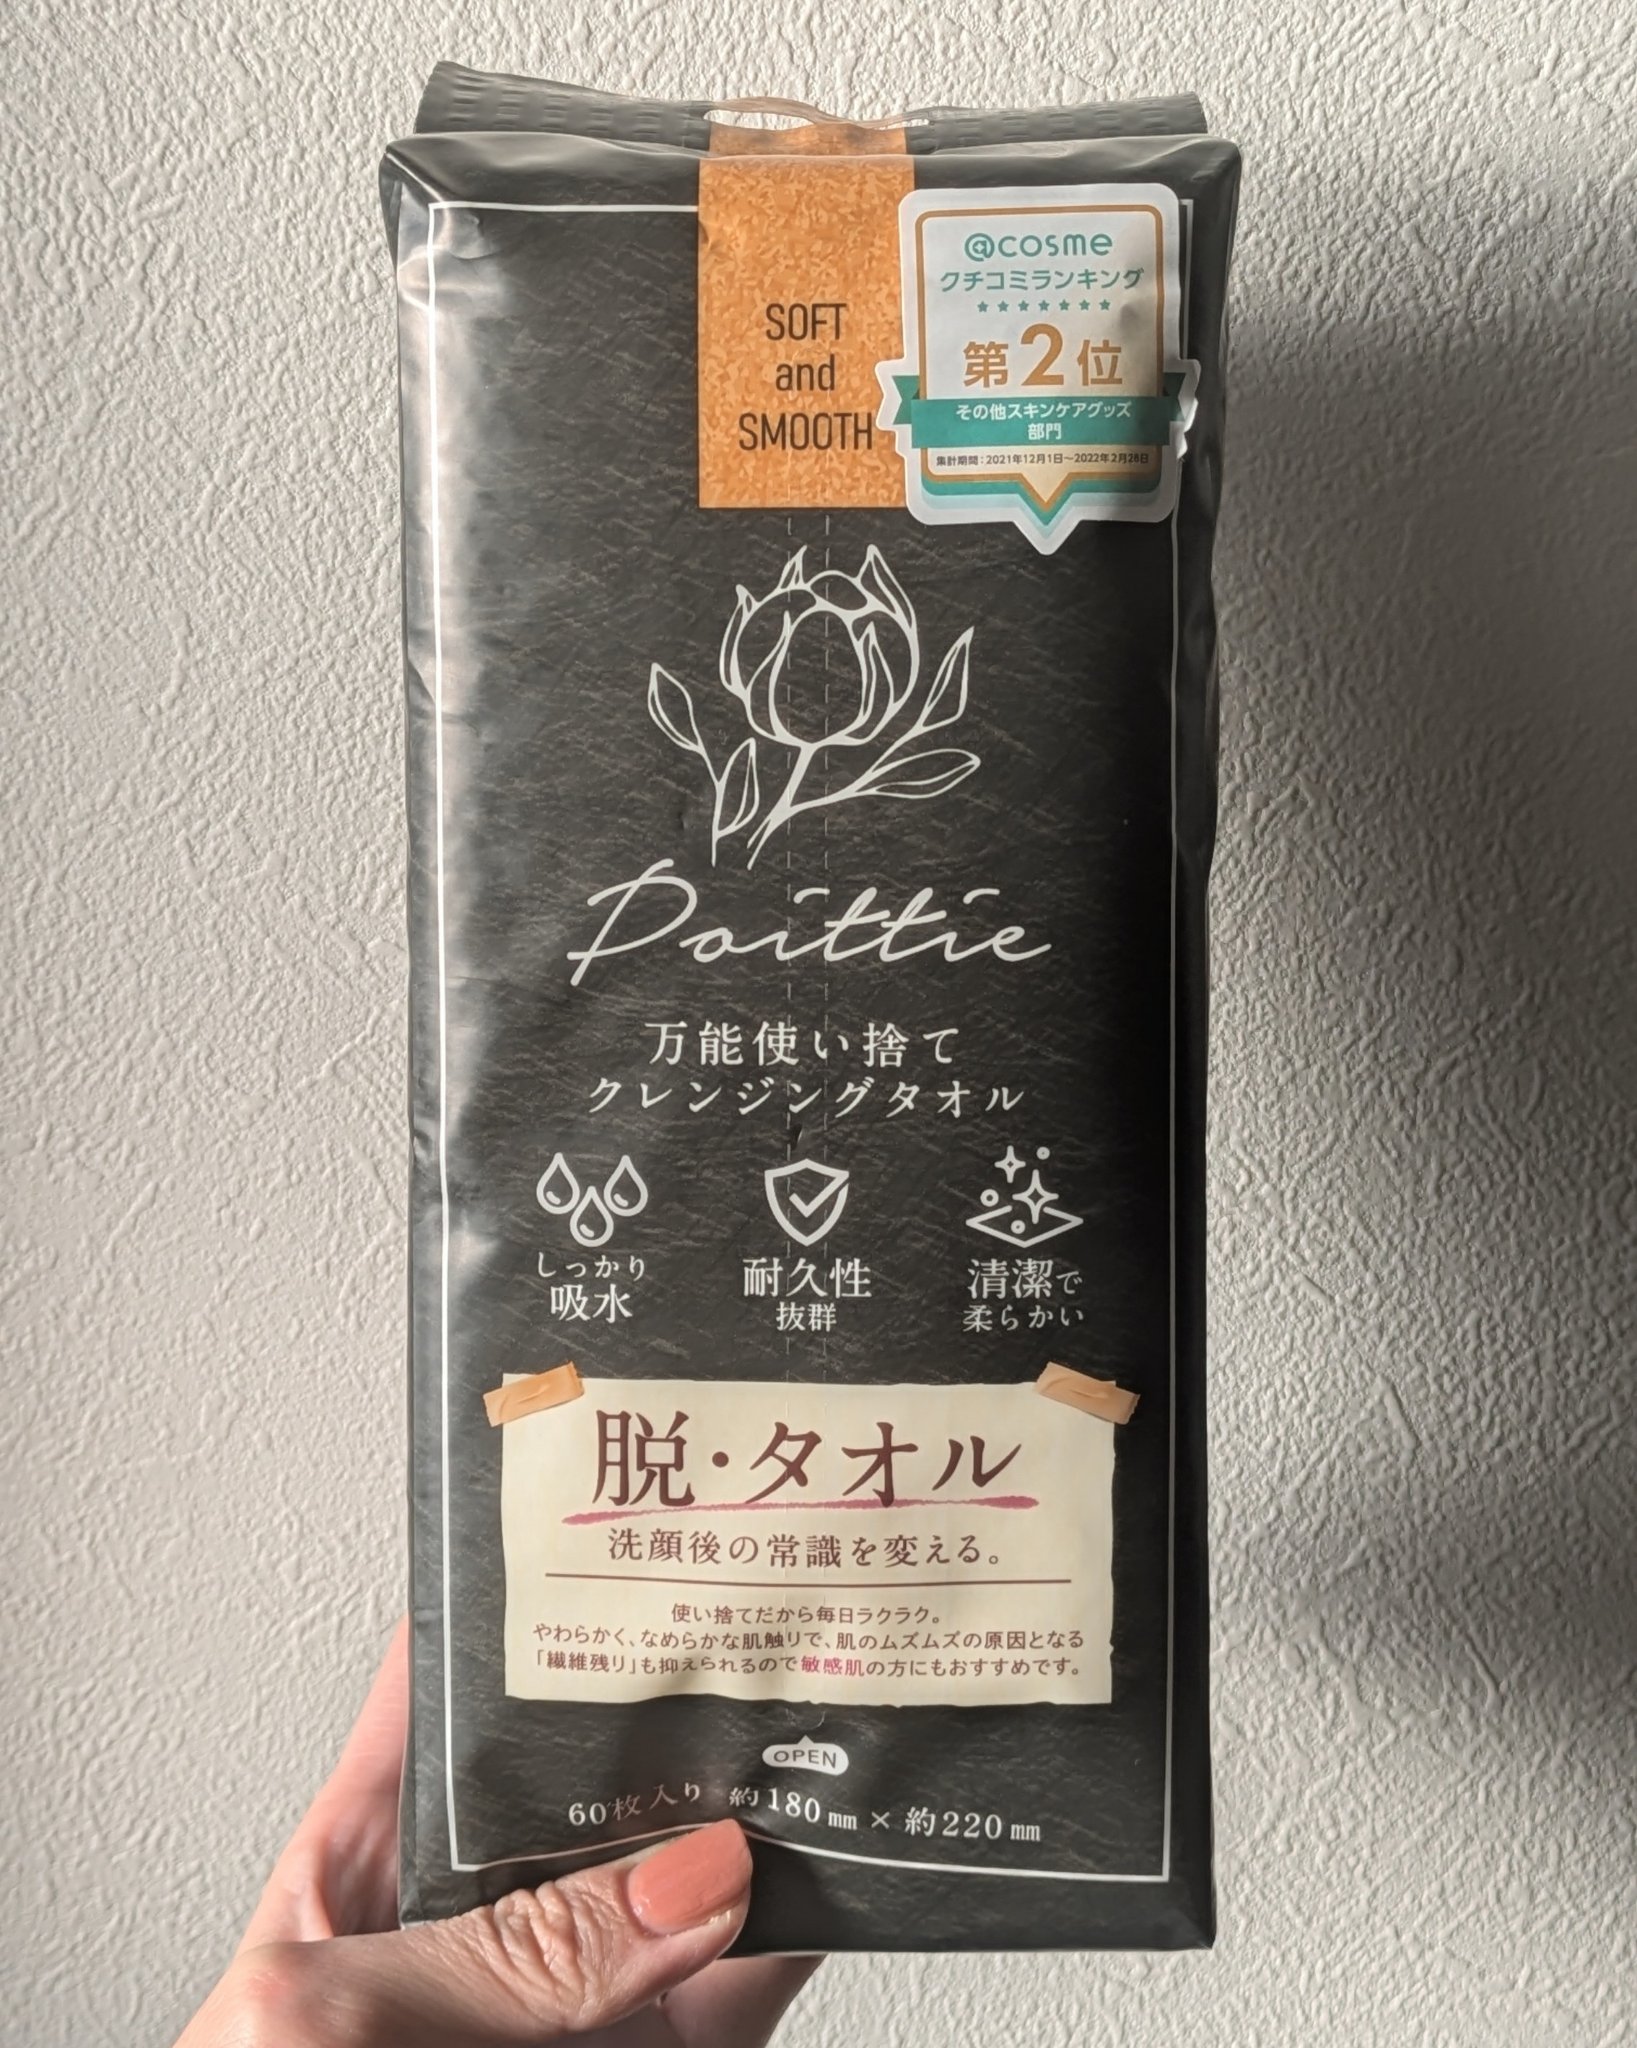 SOFT
and
SMOOTH
@cosme
クチコミランキング
第2位
その他スキンケアグッズ
部門
集計期間：2021年12月1日～2022年2月28日
Poittie
万能使い捨て
クレンジングタオル
しっかり
吸水
耐久性
抜群
清潔で
柔らかい
脱・タオル
洗顔後の常識を変える。
使い捨てだから毎日ラクラク。
やわらかく、なめらかな肌触りで、肌のムズムズの原因となる
「繊維残り」も抑えられるので敏感肌の方にもおすすめです。
OPEN
60枚入り 約180mm×約220mm